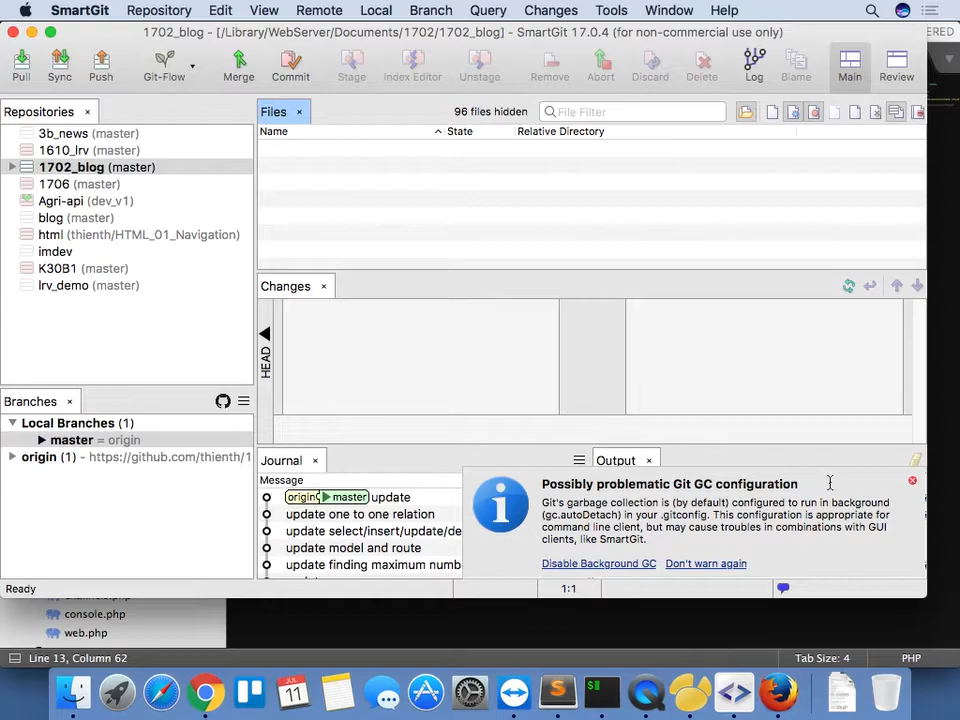 SmartGit Repository Edit View Remote Local Branch Query Changes Tools Window Help
1702_blog - [/Library/WebServer/Documents/1702/1702_blog] - SmartGit 17.0.4 (for non-commercial use only)
ERED
Pull Sync Push Git-Flow Merge Commit Stage Index Editor Unstage Remove Abort Discard Delete Log Blame Main Review
Repositories ×
3b_news (master)
1610_lrv (master)
1702_blog (master)
1706 (master)
Agri-api (dev_v1)
blog (master)
html (thienth/HTML_01_Navigation)
imdev
K30B1 (master)
lrv_demo (master)
Files ×
96 files hidden
File Filter
Name State Relative Directory
Changes ×
HEAD
Branches ×
Local Branches (1)
master = origin
origin (1) - https://github.com/thienth/1
Journal ×
Message
origin master update
update one to one relation
update select/insert/update/de
update model and route
update finding maximum numb
Output ×
Possibly problematic Git GC configuration
Git's garbage collection is (by default) configured to run in background
(gc.autoDetach) in your .gitconfig. This configuration is appropriate for
command line client, but may cause troubles in combinations with GUI
clients, like SmartGit.
Disable Background GC Don't warn again
Ready
1:1
console.php
web.php
Line 13, Column 62
Tab Size: 4
PHP
11